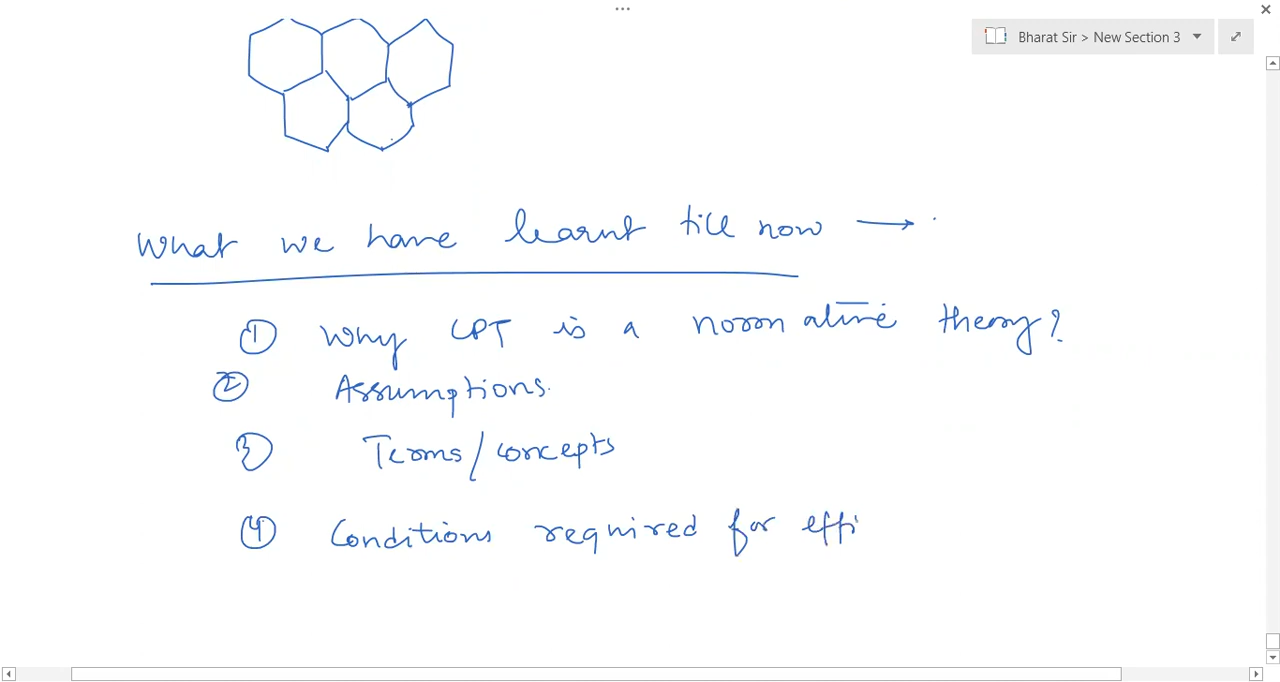 ...
Bharat Sir > New Section 3
What we have learnt till now →
① Why CPT is a normative theory?
② Assumptions.
③ Terms/concepts
④ Conditions required for effi